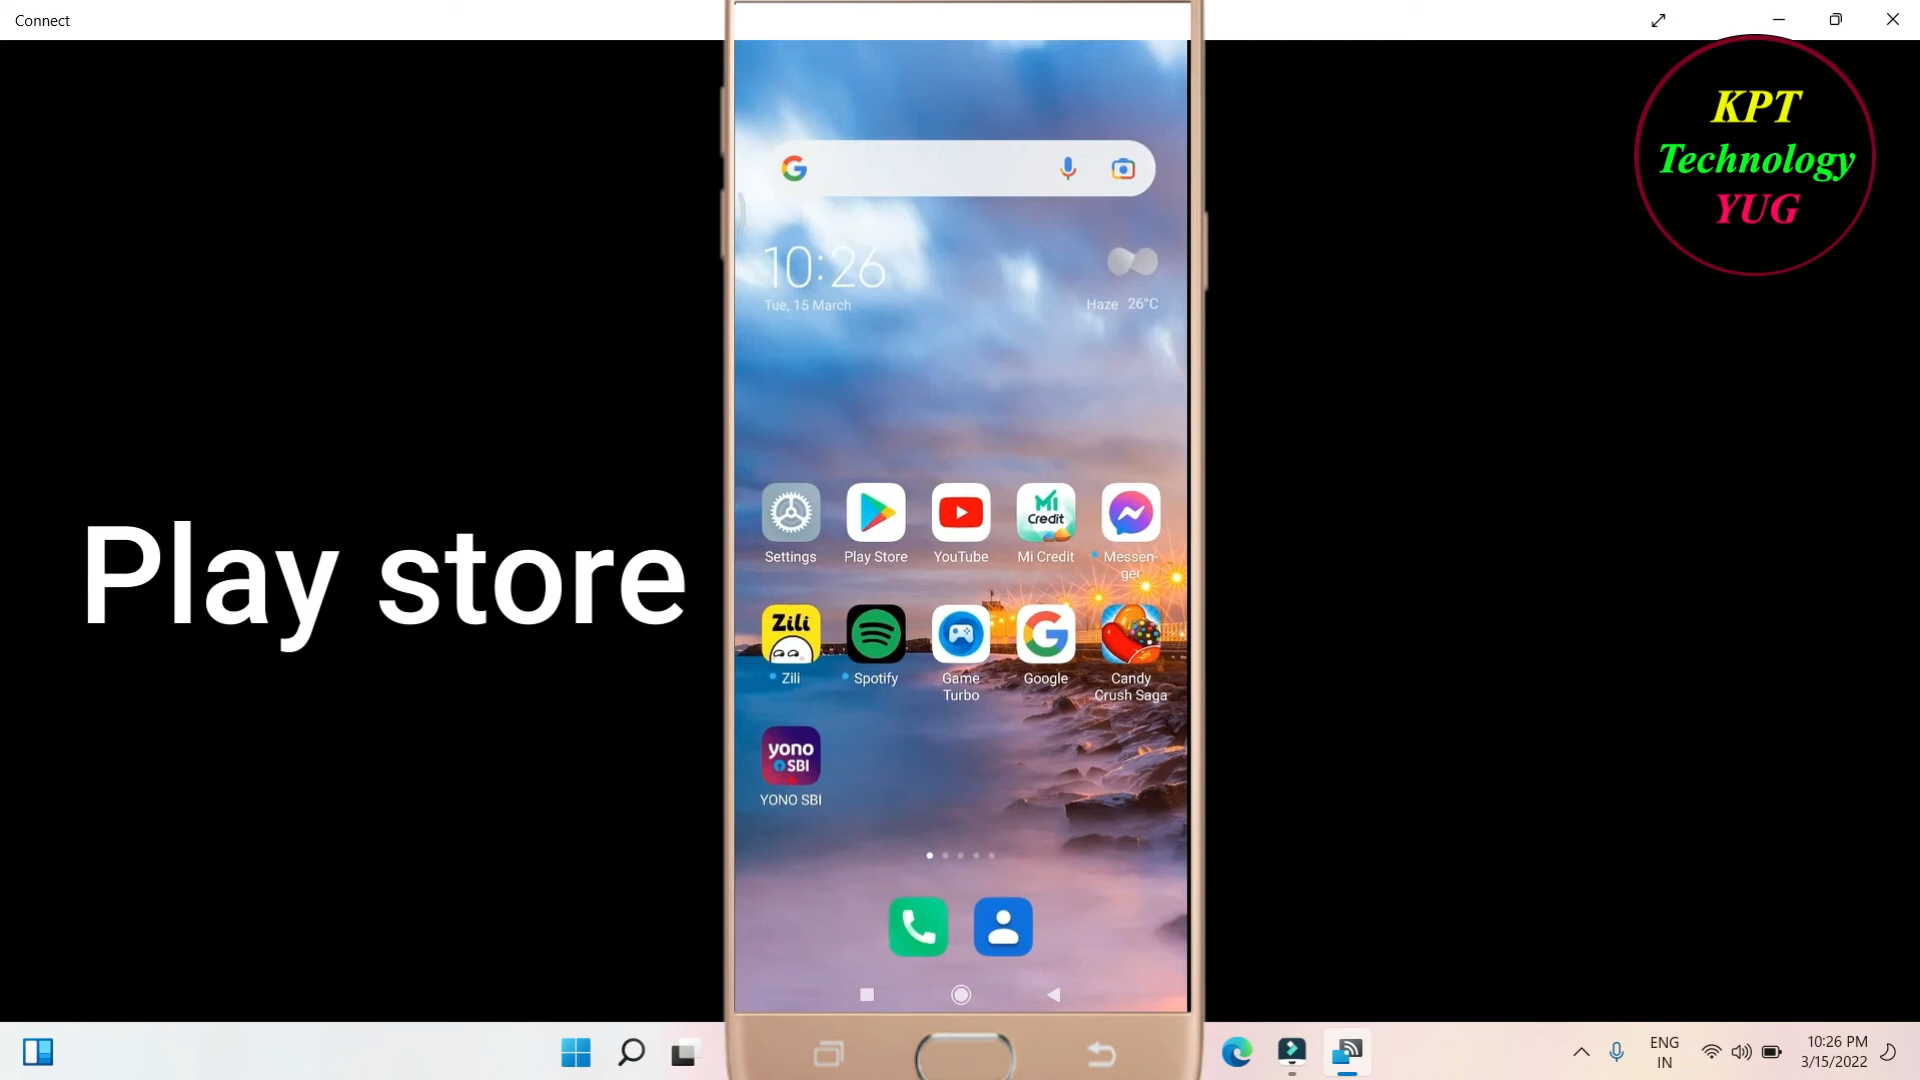 Connect
KPT
Technology
YUG
10:26
Tue, 15 March
Haze 26°C
Mi
Credit
Settings
Play Store
YouTube
Mi Credit
Messen-
ger
Play store
Zili
Zili
Spotify
Game
Turbo
Google
Candy
Crush Saga
yono
SBI
YONO SBI
ENG
IN
10:26 PM
3/15/2022